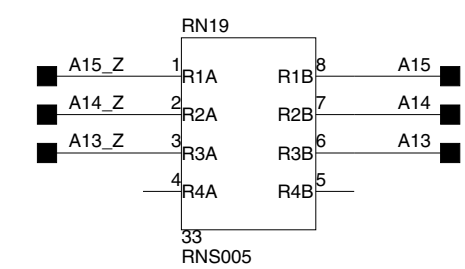 RN19
A15_Z 1 R1A R1B 8 A15
A14_Z 2 R2A R2B 7 A14
A13_Z 3 R3A R3B 6 A13
4 R4A R4B 5
33
RNS005